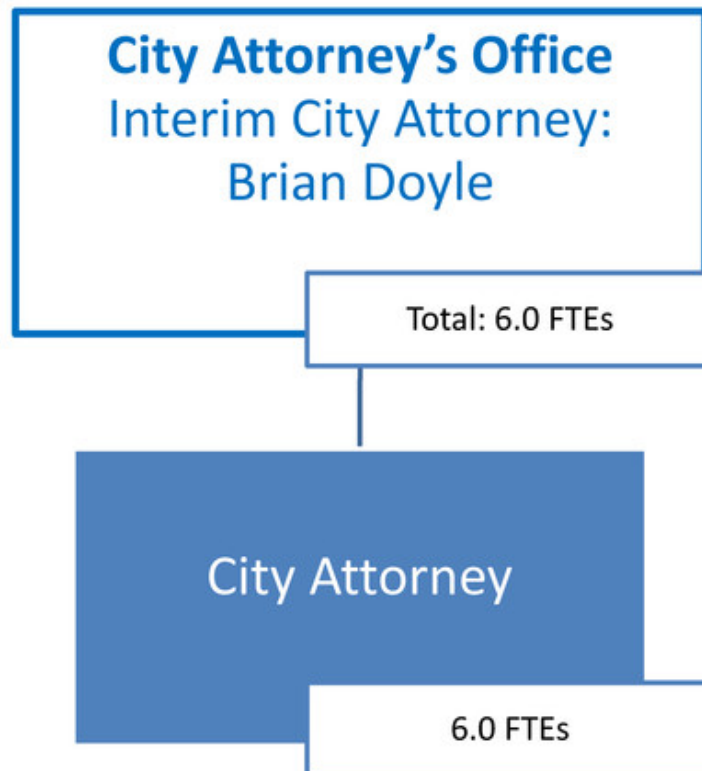 City Attorney’s Office
Interim City Attorney:
Brian Doyle
Total: 6.0 FTEs
City Attorney
6.0 FTEs